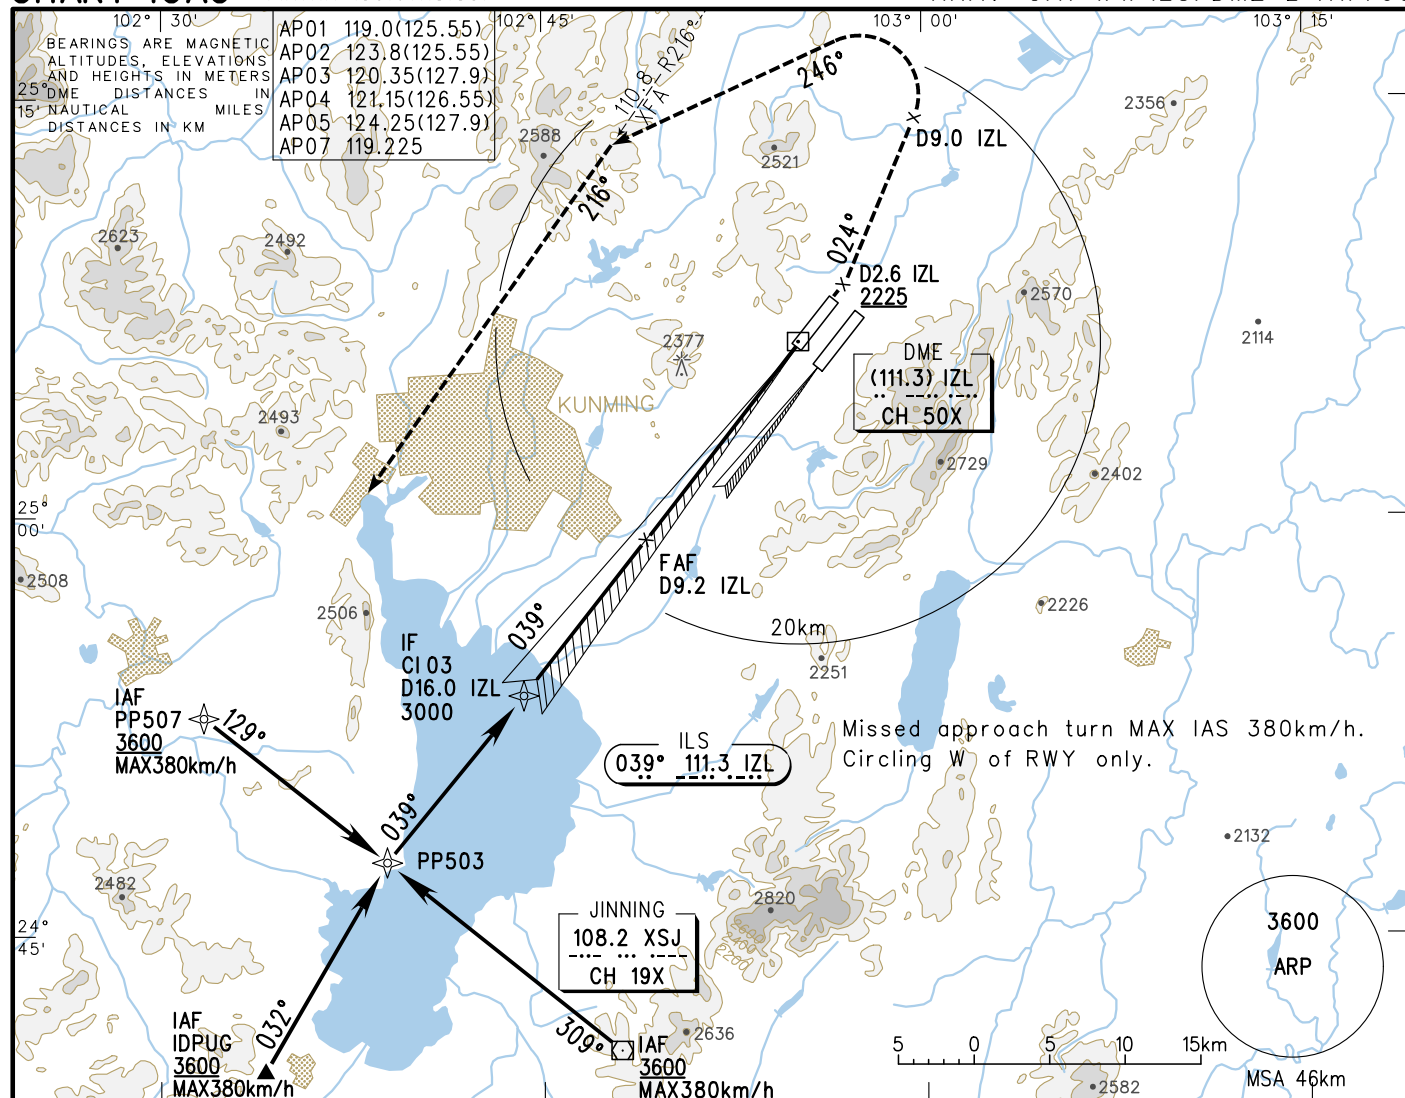 102° 30'
102° 45'
103° 00'
103° 15'
BEARINGS ARE MAGNETIC
ALTITUDES, ELEVATIONS
AND HEIGHTS IN METERS
DME DISTANCES IN
NAUTICAL MILES
DISTANCES IN KM
AP01 119.0(125.55)
AP02 123.8(125.55)
AP03 120.35(127.9)
AP04 121.15(126.55)
AP05 124.25(127.9)
AP07 119.225
110.8
XFA R216°
246°
25°
15'
2356
2588
2521
D9.0 IZL
216°
024°
2623
2492
D2.6 IZL
2225
2570
2114
2377
DME
(111.3) IZL
CH 50X
KUNMING
2493
2729
2402
25°
00'
FAF
D9.2 IZL
2508
2506
2226
039°
20km
IF
CI03
D16.0 IZL
3000
2251
IAF
PP507
3600
MAX380km/h
129°
Missed approach turn MAX IAS 380km/h.
Circling W of RWY only.
ILS
039° 111.3 IZL
039°
PP503
2132
2482
2820
2600
2400
2200
JINNING
108.2 XSJ
CH 19X
3600
ARP
24°
45'
IAF
IDPUG
3600
MAX380km/h
032°
309°
IAF
3600
MAX380km/h
2636
5 0 5 10 15km
MSA 46km
2582